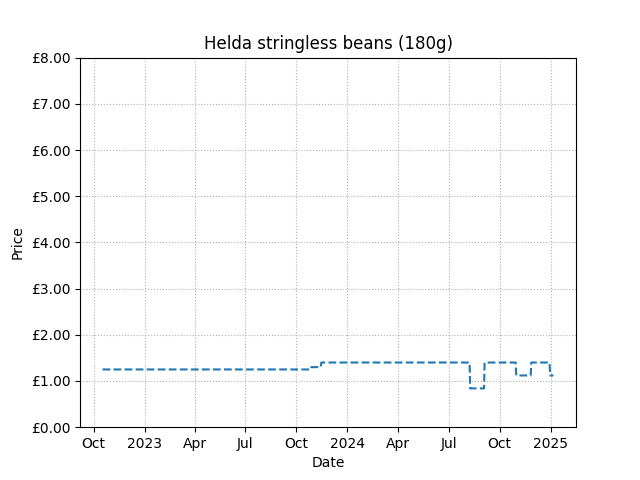 Helda stringless beans (180g)
£8.00
£7.00
£6.00
£5.00
£4.00
£3.00
£2.00
£1.00
£0.00
Price
Oct 2023 Apr Jul Oct 2024 Apr Jul Oct 2025
Date